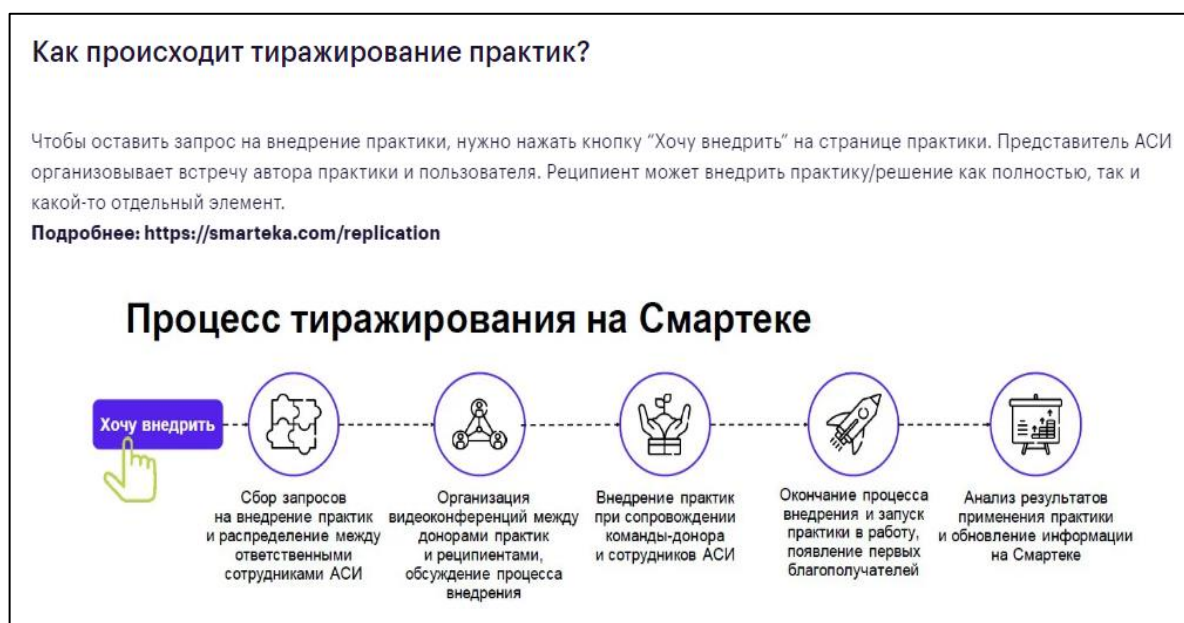 Как происходит тиражирование практик?
Чтобы оставить запрос на внедрение практики, нужно нажать кнопку “Хочу внедрить” на странице практики. Представитель АСИ
организовывает встречу автора практики и пользователя. Реципиент может внедрить практику/решение как полностью, так и
какой-то отдельный элемент.
Подробнее: https://smarteka.com/replication
Процесс тиражирования на Смартеке
Хочу внедрить
Сбор запросов
на внедрение практик
и распределение между
ответственными
сотрудниками АСИ
Организация
видеоконференций между
донорами практик
и реципиентами,
обсуждение процесса
внедрения
Внедрение практик
при сопровождении
команды-донора
и сотрудников АСИ
Окончание процесса
внедрения и запуск
практики в работу,
появление первых
благополучателей
Анализ результатов
применения практики
и обновление информации
на Смартеке